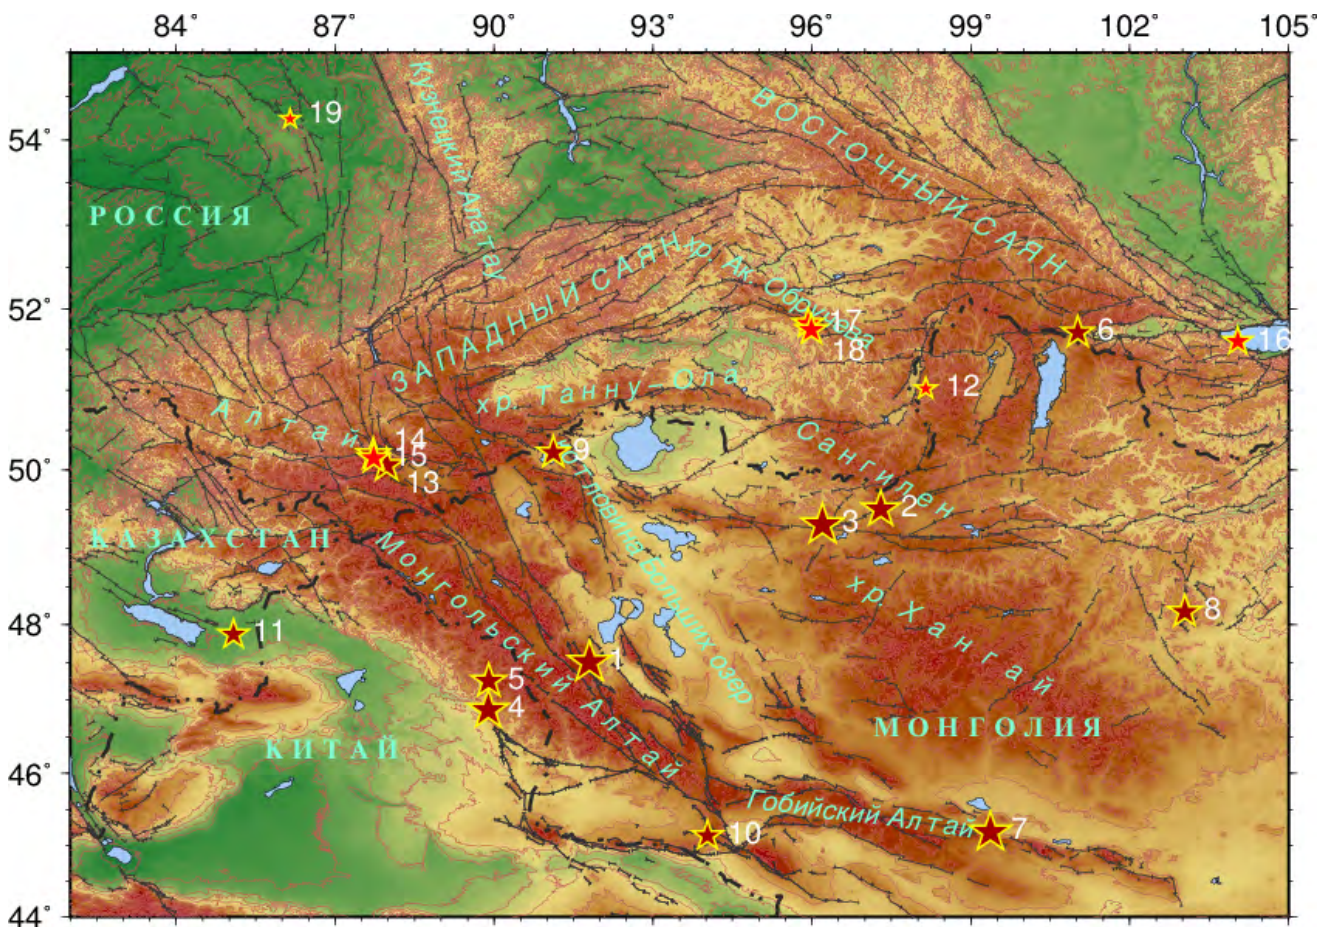 84° 87° 90° 93° 96° 99° 102° 105°
54°
52°
50°
48°
46°
44°
19
Кузнецкий Алатау
ВОСТОЧНЫЙ САЯН
РОССИЯ
ЗАПАДНЫЙ САЯН
хр. Ак. Обручева
17
18
6
16
12
хр. Танну-Ола
Алтай
14
15
13
9
Сангилен
Котловина Больших озер
3
2
КАЗАХСТАН
Монгольский Алтай
хр. Хангай
8
11
1
5
4
МОНГОЛИЯ
КИТАЙ
Гобийский Алтай
7
10